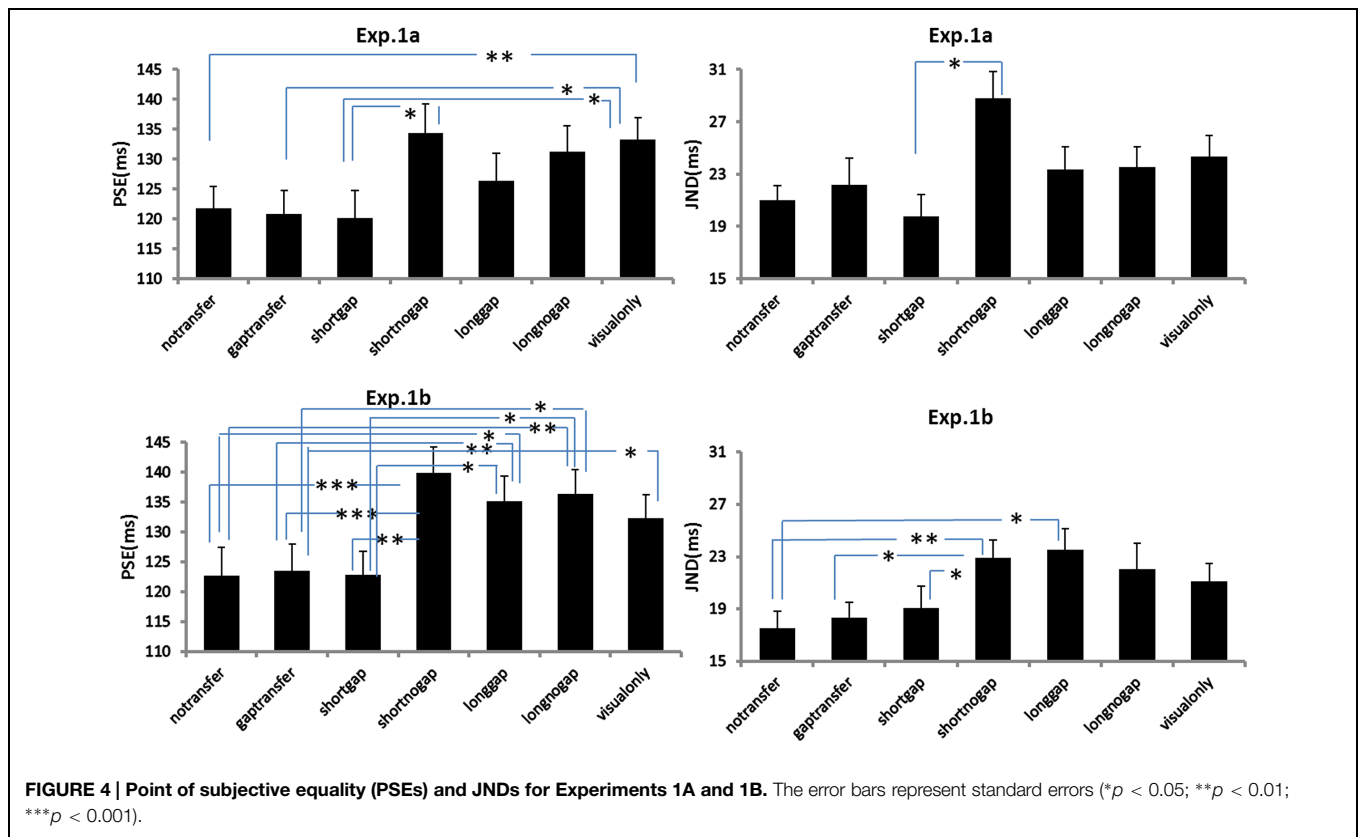 Exp.1a
**
*
*
*
145
140
135
130
125
120
115
110
PSE(ms)
notransfer
gaptransfer
shortgap
shortnogap
longgap
longnogap
visualonly
Exp.1a
*
31
27
23
19
15
JND(ms)
notransfer
gaptransfer
shortgap
shortnogap
longgap
longnogap
visualonly
Exp.1b
*
*
**
*
**
*
*
***
***
**
145
140
135
130
125
120
115
110
PSE(ms)
notransfer
gaptransfer
shortgap
shortnogap
longgap
longnogap
visualonly
Exp.1b
*
**
*
*
31
27
23
19
15
JND(ms)
notransfer
gaptransfer
shortgap
shortnogap
longgap
longnogap
visualonly
FIGURE 4 | Point of subjective equality (PSEs) and JNDs for Experiments 1A and 1B. The error bars represent standard errors (*p < 0.05; **p < 0.01;
***p < 0.001).